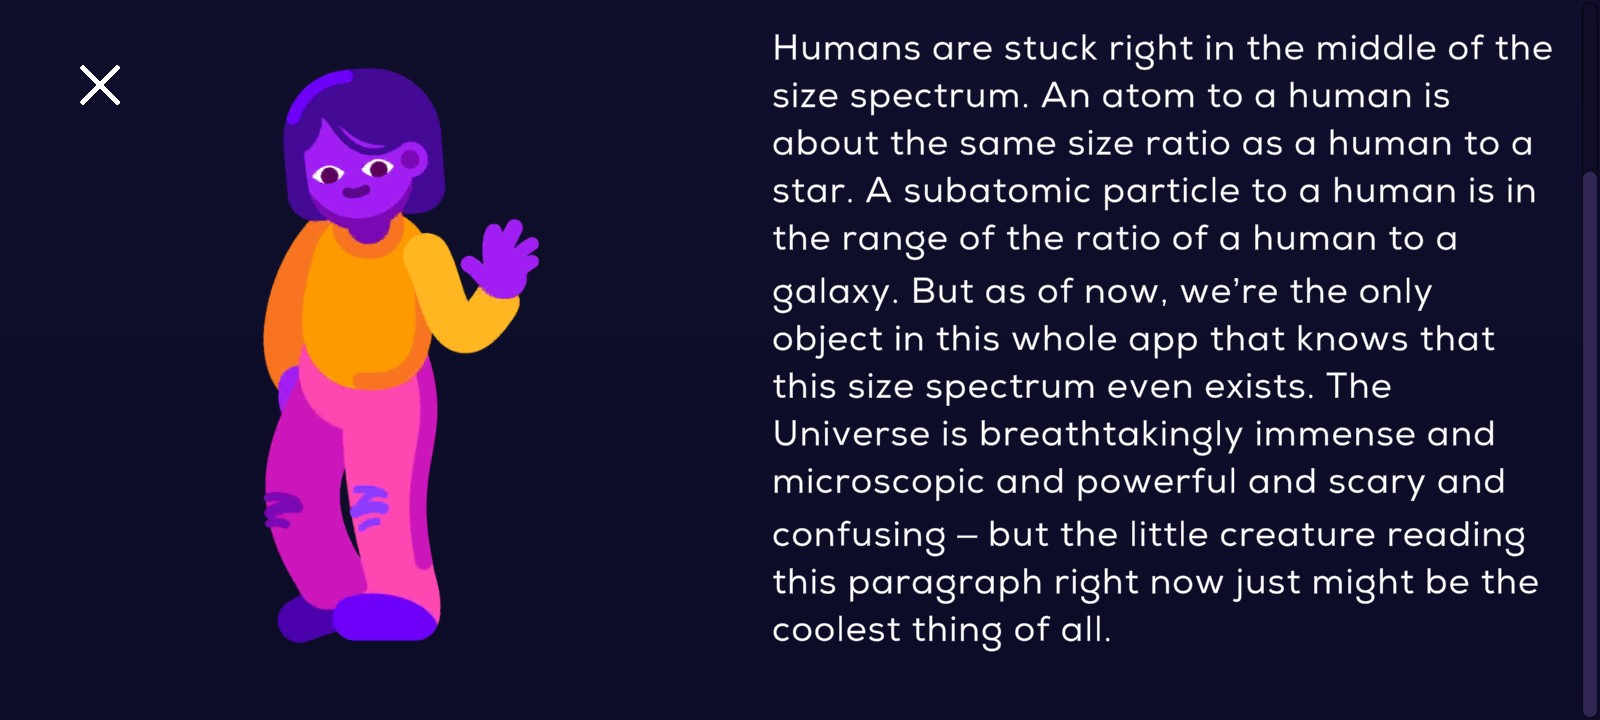 Humans are stuck right in the middle of the
size spectrum. An atom to a human is
about the same size ratio as a human to a
star. A subatomic particle to a human is in
the range of the ratio of a human to a
galaxy. But as of now, we’re the only
object in this whole app that knows that
this size spectrum even exists. The
Universe is breathtakingly immense and
microscopic and powerful and scary and
confusing – but the little creature reading
this paragraph right now just might be the
coolest thing of all.